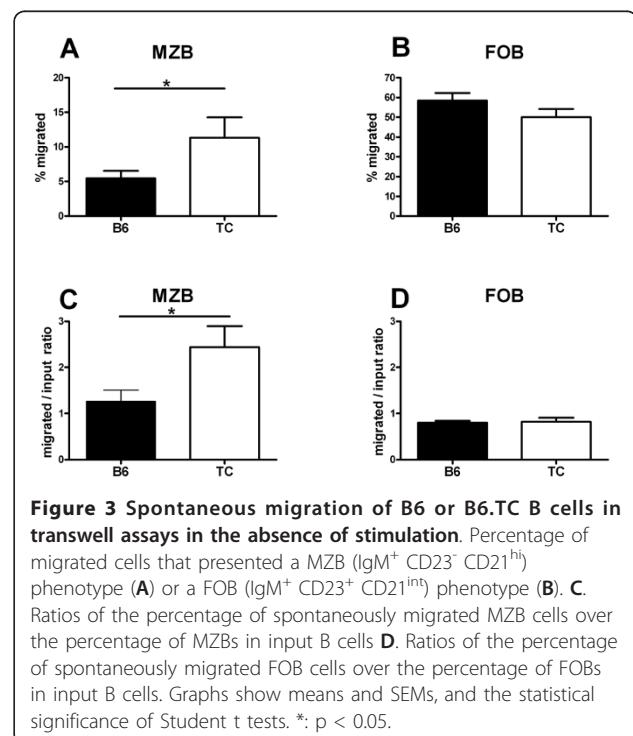 A
MZB
*
% migrated
20
15
10
5
0
B6
TC
B
FOB
% migrated
70
60
50
40
30
20
10
0
B6
TC
C
MZB
*
migrated / input ratio
3
2
1
0
B6
TC
D
FOB
migrated / input ratio
3
2
1
0
B6
TC
Figure 3 Spontaneous migration of B6 or B6.TC B cells in
transwell assays in the absence of stimulation. Percentage of
migrated cells that presented a MZB (IgM⁺ CD23⁻ CD21ʰⁱ)
phenotype (A) or a FOB (IgM⁺ CD23⁺ CD21ⁱⁿᵗ) phenotype (B). C.
Ratios of the percentage of spontaneously migrated MZB cells over
the percentage of MZBs in input B cells D. Ratios of the percentage
of spontaneously migrated FOB cells over the percentage of FOBs
in input B cells. Graphs show means and SEMs, and the statistical
significance of Student t tests. *: p < 0.05.